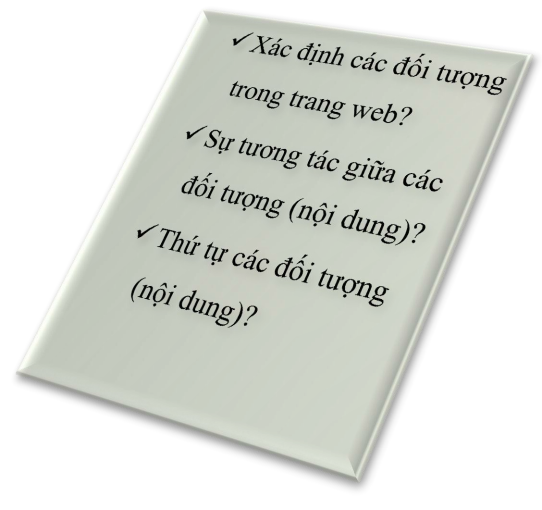 ✓Xác định các đối tượng
trong trang web?
✓Sự tương tác giữa các
đối tượng (nội dung)?
✓Thứ tự các đối tượng
(nội dung)?